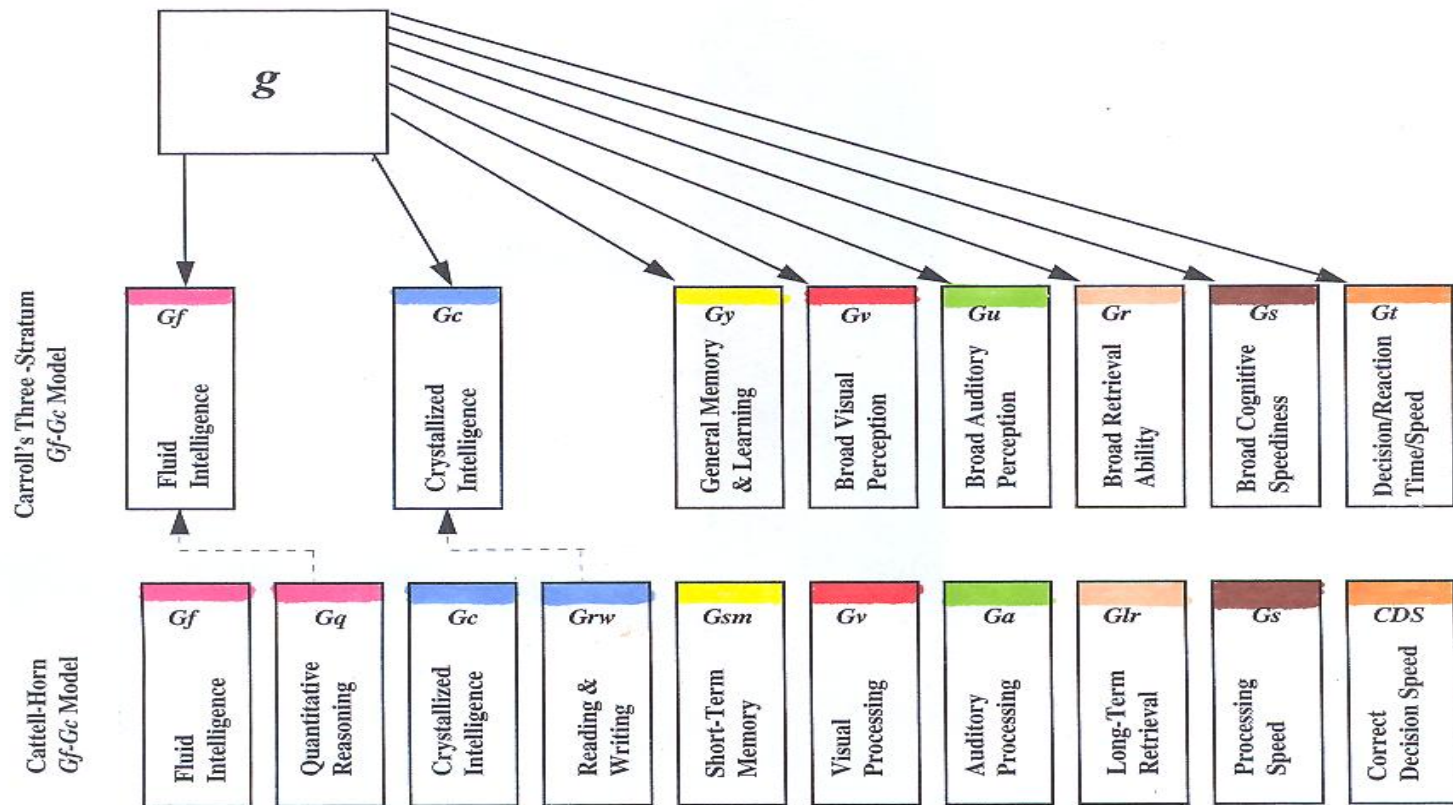 g
Carroll's Three -Stratum
Gf-Gc Model
Gf
Fluid
Intelligence
Gc
Crystallized
Intelligence
Gy
General Memory
& Learning
Gv
Broad Visual
Perception
Gu
Broad Auditory
Perception
Gr
Broad Retrieval
Ability
Gs
Broad Cognitive
Speediness
Gt
Decision/Reaction
Time/Speed
Cattell-Horn
Gf-Gc Model
Gf
Fluid
Intelligence
Gq
Quantitative
Reasoning
Gc
Crystallized
Intelligence
Grw
Reading &
Writing
Gsm
Short-Term
Memory
Gv
Visual
Processing
Ga
Auditory
Processing
Glr
Long-Term
Retrieval
Gs
Processing
Speed
CDS
Correct
Decision Speed